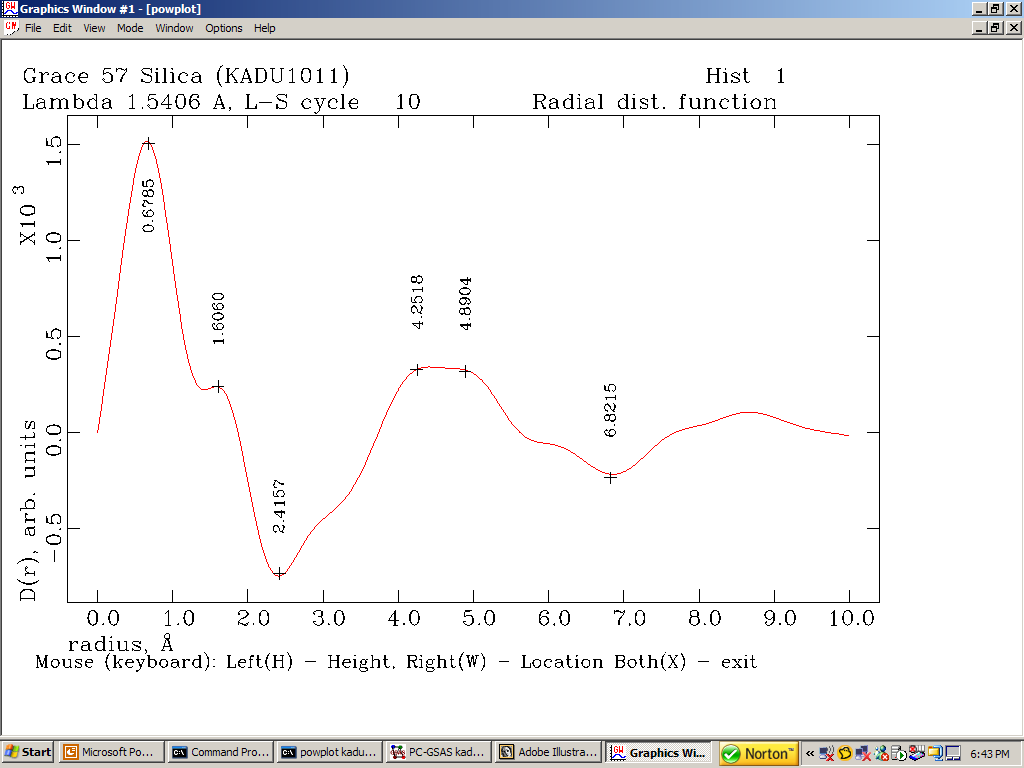 Graphics Window #1 - [powplot]
File Edit View Mode Window Options Help
Grace 57 Silica (KADU1011) Hist 1
Lambda 1.5406 A, L-S cycle 10 Radial dist. function
X10 3
D(r), arb. units
1.5
1.0
0.5
0.0
-0.5
0.6785
1.6060
2.4157
4.2518
4.8904
6.8215
0.0 1.0 2.0 3.0 4.0 5.0 6.0 7.0 8.0 9.0 10.0
radius, Å
Mouse (keyboard): Left(H) - Height, Right(W) - Location Both(X) - exit
Start Microsoft Po... Command Pro... powplot kadu... PC-GSAS kad... Adobe Illustra... Graphics Wi... Norton™ « 6:43 PM